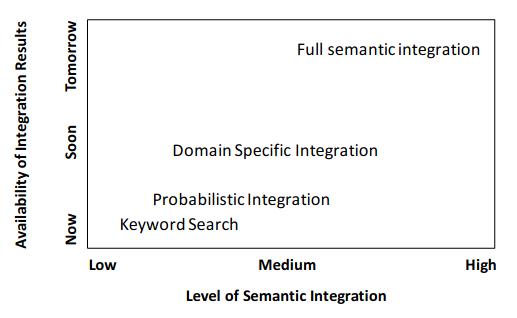 Availability of Integration Results
Tomorrow
Soon
Now
Full semantic integration
Domain Specific Integration
Probabilistic Integration
Keyword Search
Low Medium High
Level of Semantic Integration